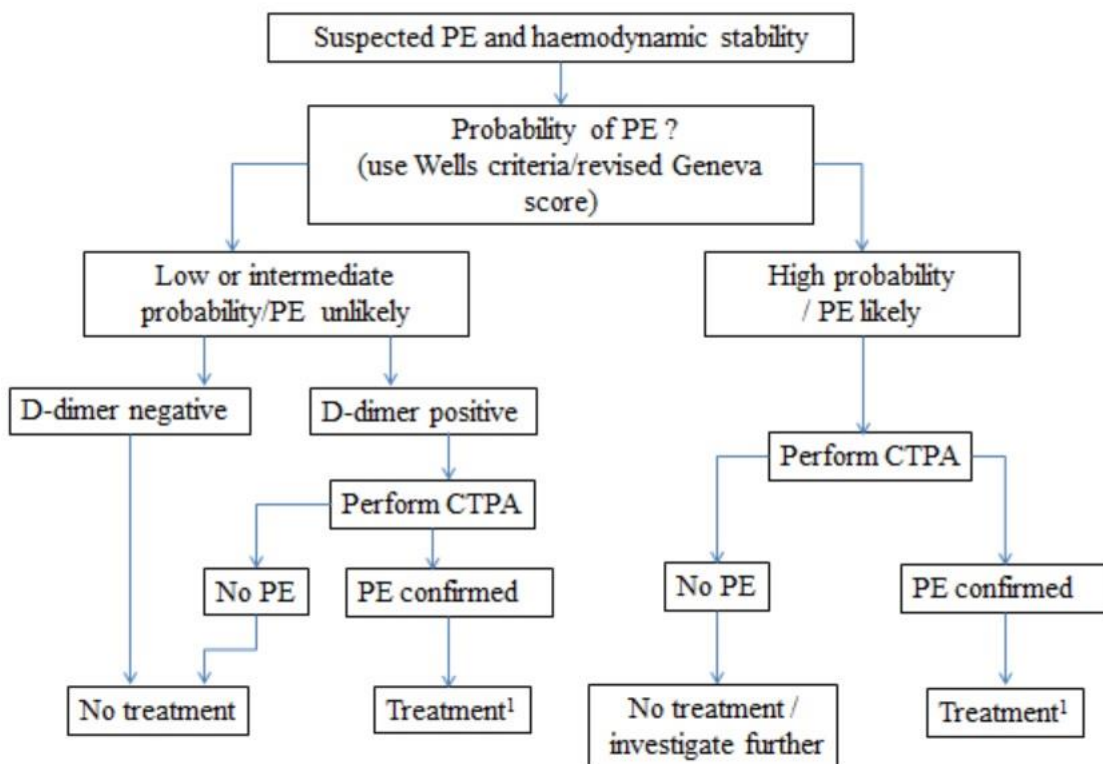 Suspected PE and haemodynamic stability
Probability of PE ?
(use Wells criteria/revised Geneva
score)
Low or intermediate
probability/PE unlikely
High probability
/ PE likely
D-dimer negative
D-dimer positive
Perform CTPA
Perform CTPA
No PE
PE confirmed
No PE
PE confirmed
No treatment
Treatment¹
No treatment /
investigate further
Treatment¹